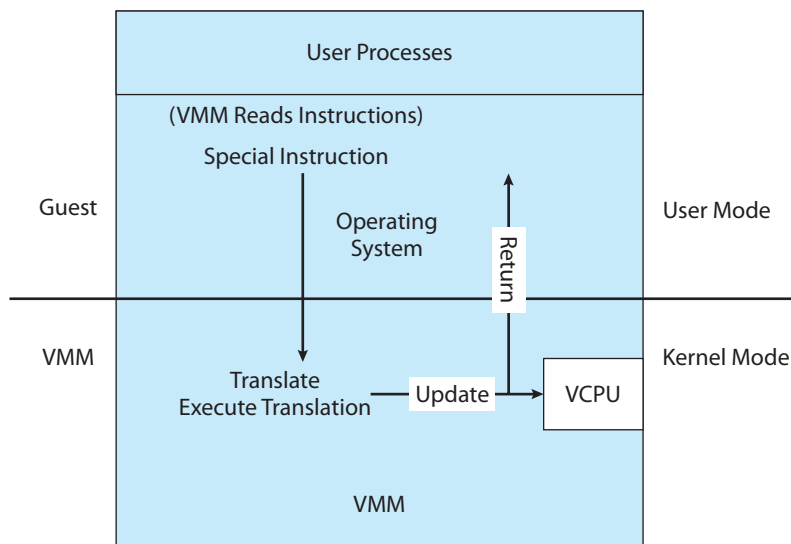 User Processes
(VMM Reads Instructions)
Special Instruction
Guest
Operating
System
Return
User Mode
VMM
Kernel Mode
Translate
Execute Translation
Update
VCPU
VMM